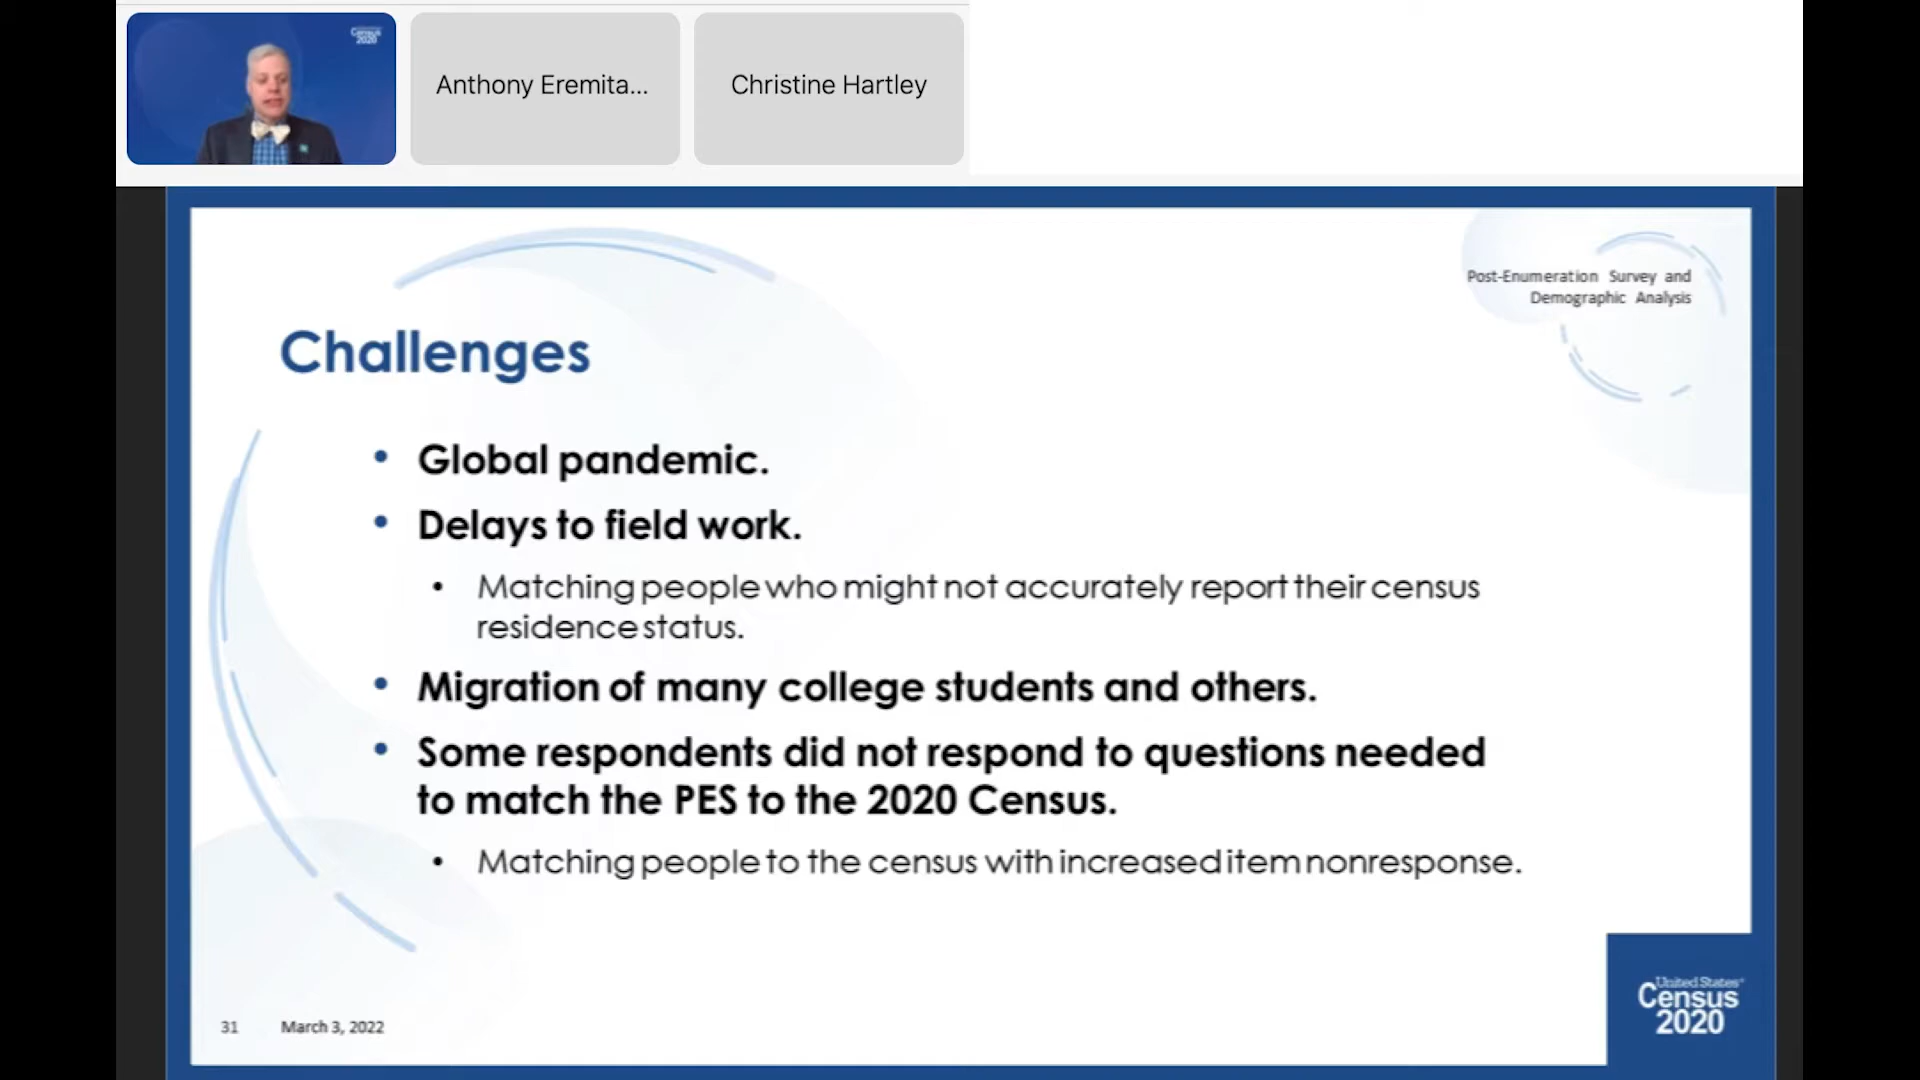 Census
2020
Anthony Eremita...
Christine Hartley
Post-Enumeration Survey and
Demographic Analysis
Challenges
• Global pandemic.
• Delays to field work.
• Matching people who might not accurately report their census
residence status.
• Migration of many college students and others.
• Some respondents did not respond to questions needed
to match the PES to the 2020 Census.
• Matching people to the census with increased item nonresponse.
31 March 3, 2022
United States®
Census
2020